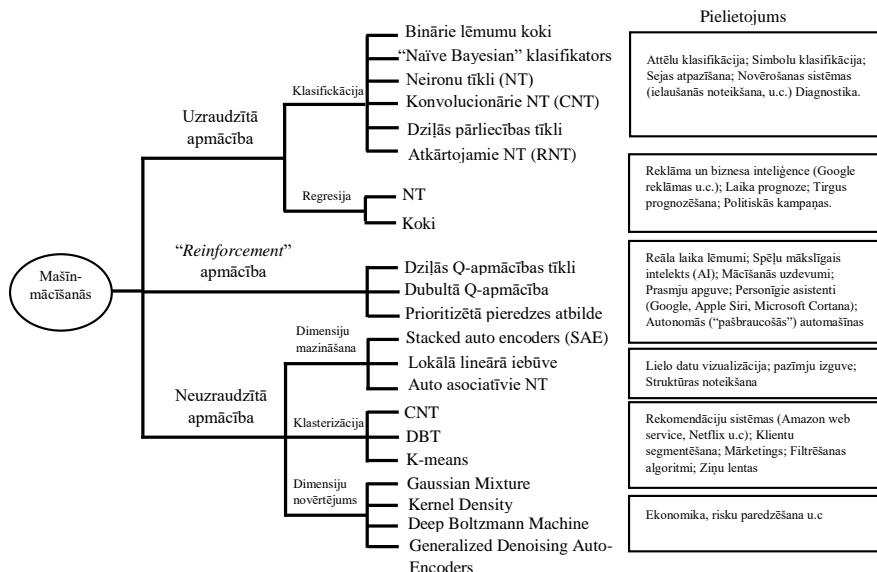 Pielietojums
Mašīn-
mācīšanās
Uzraudzītā
apmācība
Klasifickācija
Binārie lēmumu koki
“Naïve Bayesian” klasifikators
Neironu tīkli (NT)
Konvolucionārie NT (CNT)
Dziļās pārliecības tīkli
Atkārtojamie NT (RNT)
Attēlu klasifikācija; Simbolu klasifikācija;
Sejas atpazīšana; Novērošanas sistēmas
(ielaušanās noteikšana, u.c.) Diagnostika.
Regresija
NT
Koki
Reklāma un biznesa inteliģence (Google
reklāmas u.c.); Laika prognoze; Tirgus
prognozēšana; Politiskās kampaņas.
“Reinforcement”
apmācība
Dziļās Q-apmācības tīkli
Dubultā Q-apmācība
Prioritizētā pieredzes atbilde
Reāla laika lēmumi; Spēļu mākslīgais
intelekts (AI); Mācīšanās uzdevumi;
Prasmju apguve; Personīgie asistenti
(Google, Apple Siri, Microsoft Cortana);
Autonomās (“pašbraucošās”) automašīnas
Neuzraudzītā
apmācība
Dimensiju
mazināšana
Stacked auto encoders (SAE)
Lokālā lineārā iebūve
Auto asociatīvie NT
Lielo datu vizualizācija; pazīmju izguve;
Struktūras noteikšana
Klasterizācija
CNT
DBT
K-means
Rekomendāciju sistēmas (Amazon web
service, Netflix u.c); Klientu
segmentēšana; Mārketings; Filtrēšanas
algoritmi; Ziņu lentas
Dimensiju
novērtējums
Gaussian Mixture
Kernel Density
Deep Boltzmann Machine
Generalized Denoising Auto-
Encoders
Ekonomika, risku paredzēšana u.c